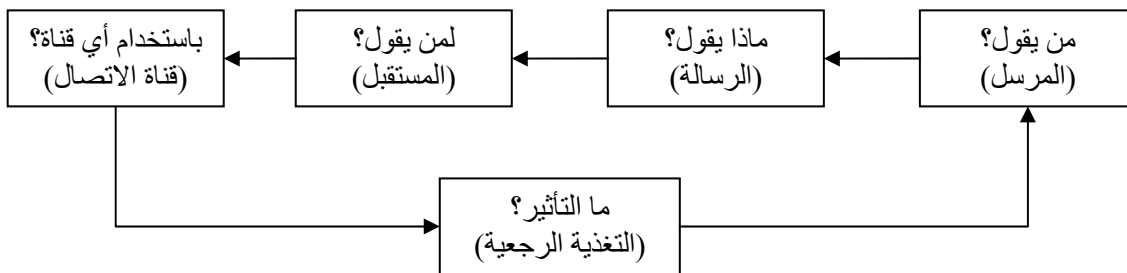 من يقول؟
(المرسل)
ماذا يقول؟
(الرسالة)
لمن يقول؟
(المستقبل)
باستخدام أي قناة؟
(قناة الاتصال)
ما التأثير؟
(التغذية الرجعية)